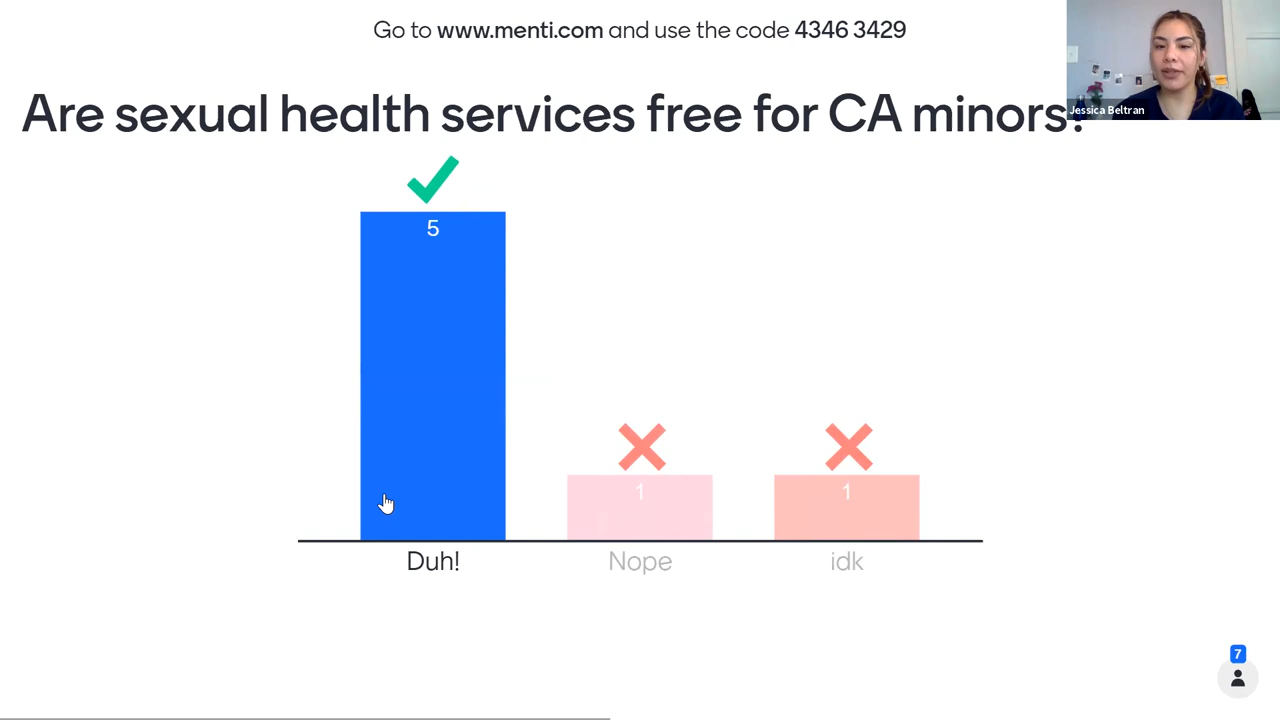 Go to www.menti.com and use the code 4346 3429
Jessica Beltran
Are sexual health services free for CA minors?
5
1
1
Duh!
Nope
idk
7